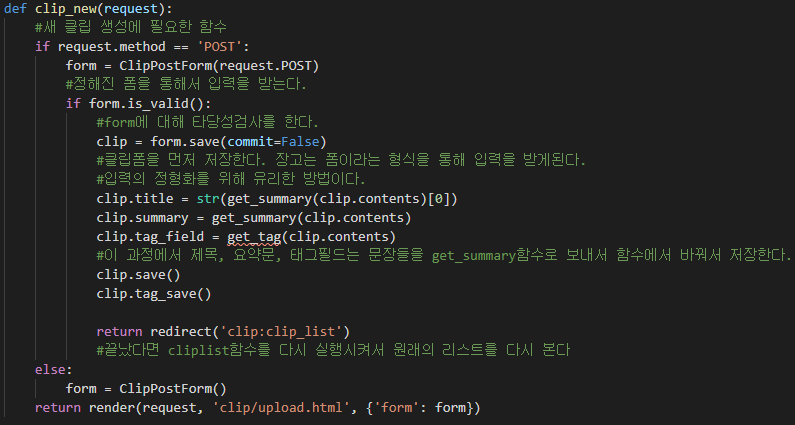 def clip_new(request):
    #새 클립 생성에 필요한 함수
    if request.method == 'POST':
        form = ClipPostForm(request.POST)
        #정해진 폼을 통해서 입력을 받는다.
        if form.is_valid():
            #form에 대해 타당성검사를 한다.
            clip = form.save(commit=False)
            #클립폼을 먼저 저장한다. 장고는 폼이라는 형식을 통해 입력을 받게된다.
            #입력의 정형화를 위해 유리한 방법이다.
            clip.title = str(get_summary(clip.contents)[0])
            clip.summary = get_summary(clip.contents)
            clip.tag_field = get_tag(clip.contents)
            #이 과정에서 제목, 요약문, 태그필드는 문장들을 get_summary함수로 보내서 함수에서 바꿔서 저장한다.
            clip.save()
            clip.tag_save()

            return redirect('clip:clip_list')
            #끝났다면 cliplist함수를 다시 실행시켜서 원래의 리스트를 다시 본다
    else:
        form = ClipPostForm()
    return render(request, 'clip/upload.html', {'form': form})